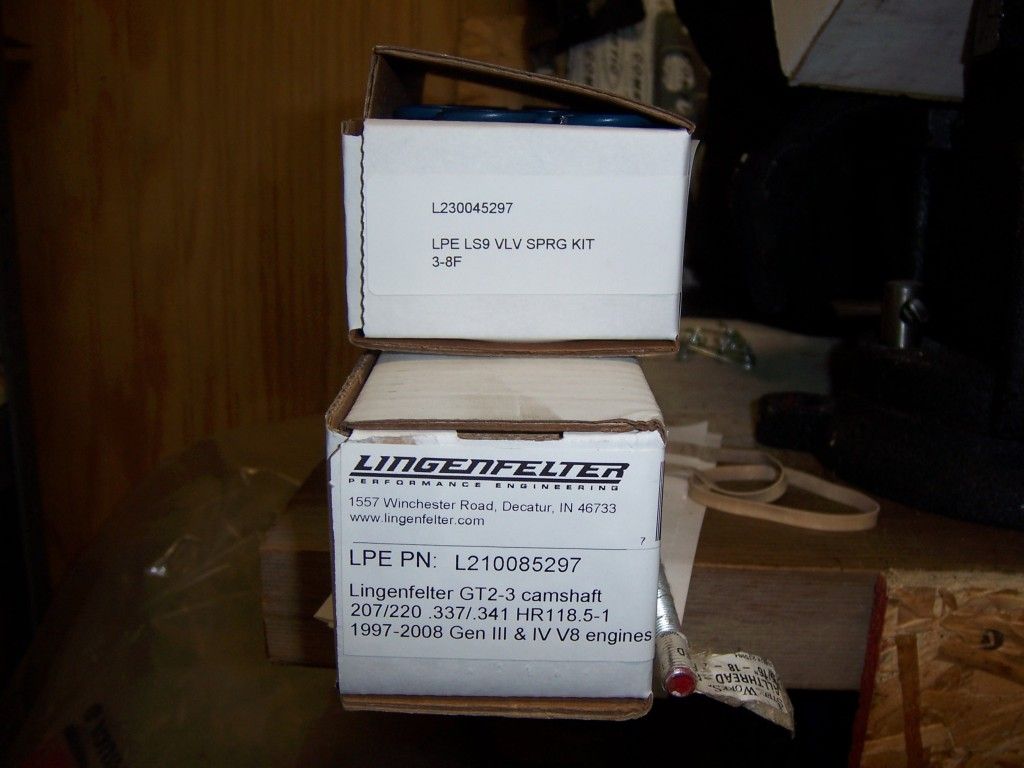 L230045297
LPE LS9 VLV SPRG KIT
3-8F
LINGENFELTER
PERFORMANCE ENGINEERING
1557 Winchester Road, Decatur, IN 46733
www.lingenfelter.com
7
LPE PN: L210085297
Lingenfelter GT2-3 camshaft
207/220 .337/.341 HR118.5-1
1997-2008 Gen III & IV V8 engines
WORKS
ALLTHREAD